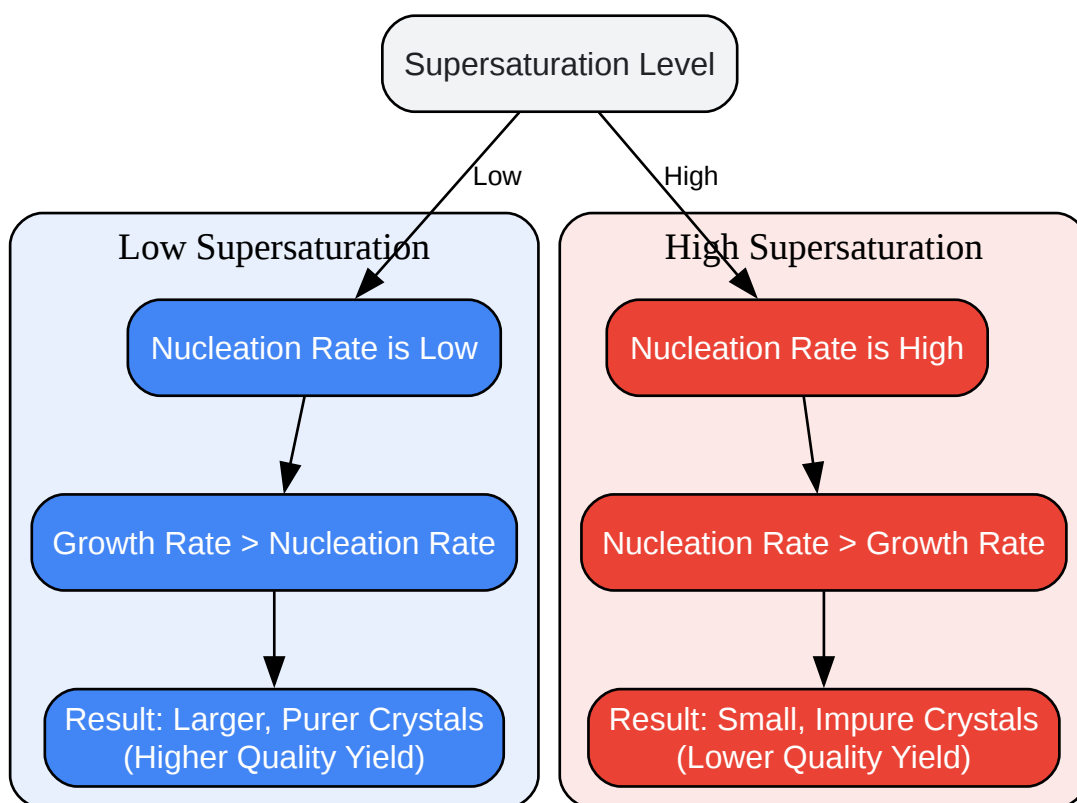 Supersaturation Level
Low
High
Low Supersaturation
Nucleation Rate is Low
Growth Rate > Nucleation Rate
Result: Larger, Purer Crystals
(Higher Quality Yield)
High Supersaturation
Nucleation Rate is High
Nucleation Rate > Growth Rate
Result: Small, Impure Crystals
(Lower Quality Yield)